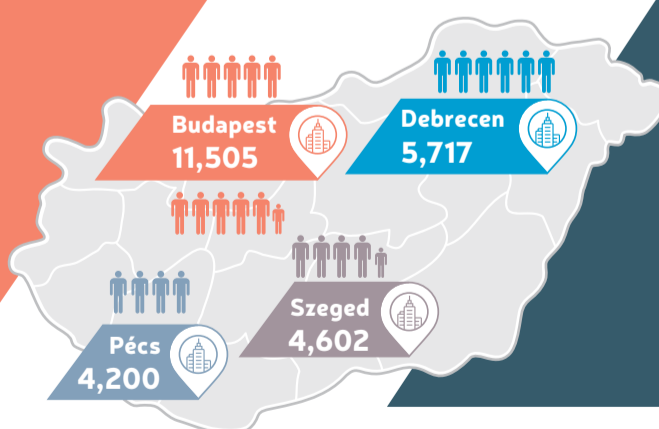 Budapest
11,505
Debrecen
5,717
Szeged
4,602
Pécs
4,200